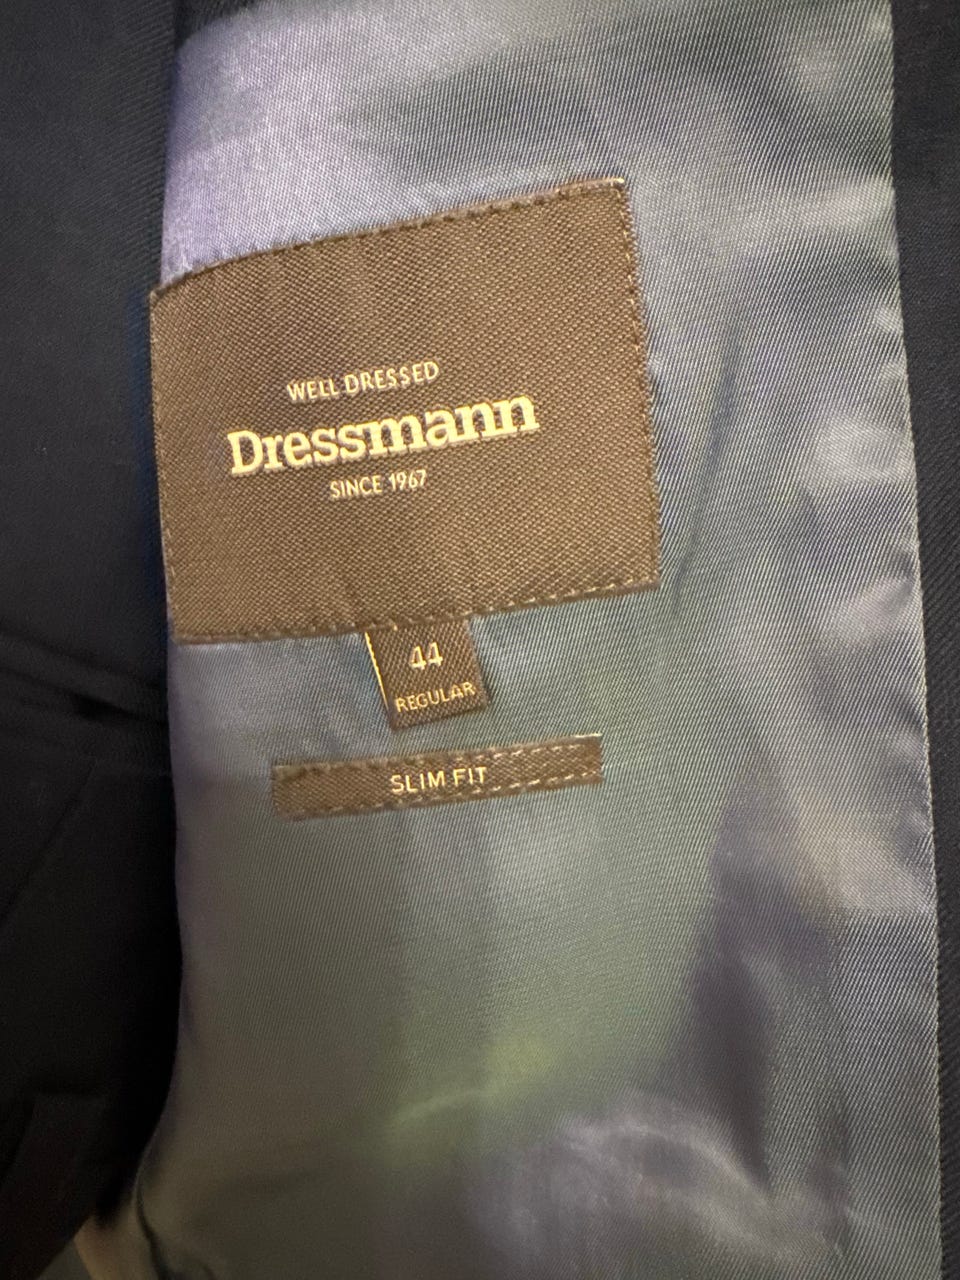 WELL DRESSED
Dressmann
SINCE 1967
44
REGULAR
SLIM FIT